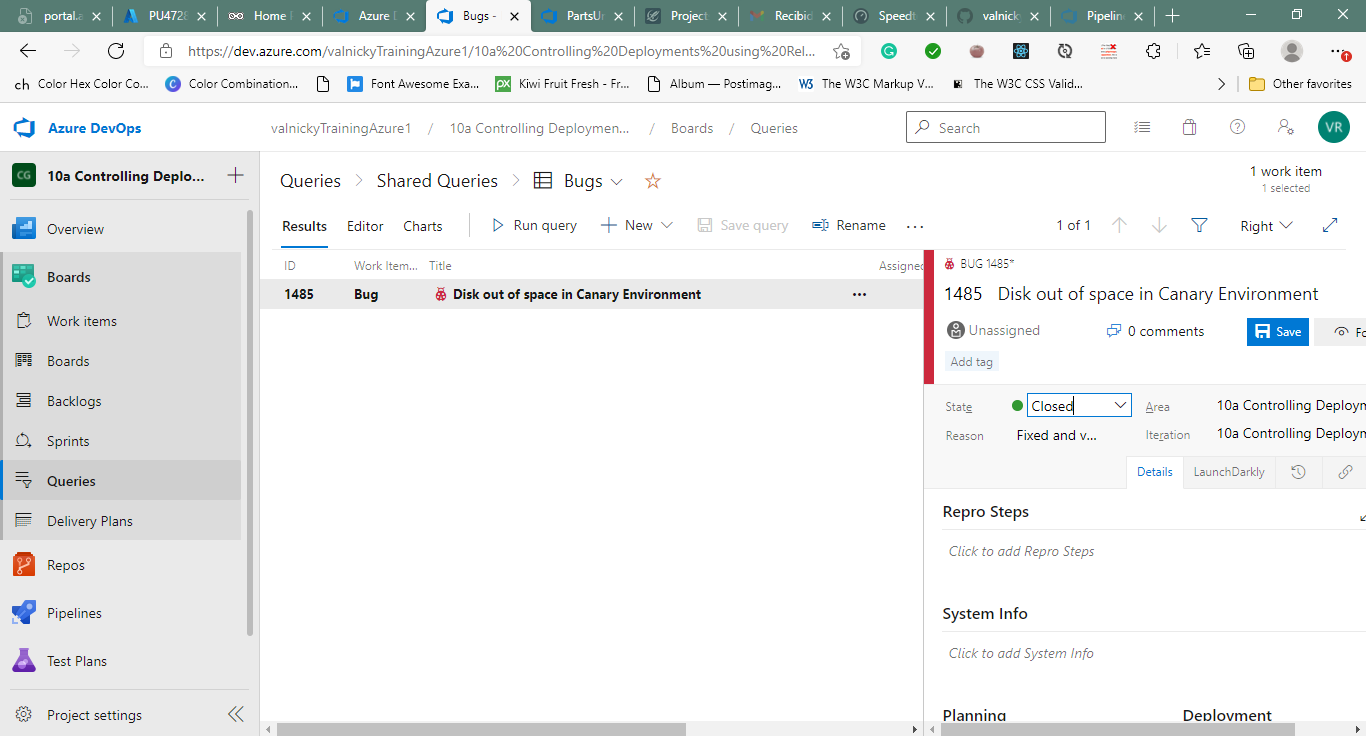 portal.a
PU4728
Home
Azure D
Bugs -
PartsUn
Project
Recibid
Speedt
valnick
Pipelin
https://dev.azure.com/valnickyTrainingAzure1/10a%20Controlling%20Deployments%20using%20Rel...
ch Color Hex Color Co...
Color Combination...
Font Awesome Exa...
Kiwi Fruit Fresh - Fr...
Album — Postimag...
The W3C Markup V...
The W3C CSS Valid...
Other favorites
Azure DevOps
valnickyTrainingAzure1 / 10a Controlling Deploymen... / Boards / Queries
Search
VR
CG 10a Controlling Deplo...
Queries > Shared Queries > Bugs
1 work item
1 selected
Overview
Results Editor Charts
Run query
New
Save query
Rename
1 of 1
Right
ID Work Item... Title Assigned
1485 Bug Disk out of space in Canary Environment
BUG 1485*
1485 Disk out of space in Canary Environment
Unassigned
0 comments
Save
Fo
Add tag
State Closed
Area 10a Controlling Deploym
Reason Fixed and v...
Iteration 10a Controlling Deploym
Details LaunchDarkly
Repro Steps
Click to add Repro Steps
System Info
Click to add System Info
Planning
Deployment
Boards
Work items
Boards
Backlogs
Sprints
Queries
Delivery Plans
Repos
Pipelines
Test Plans
Project settings